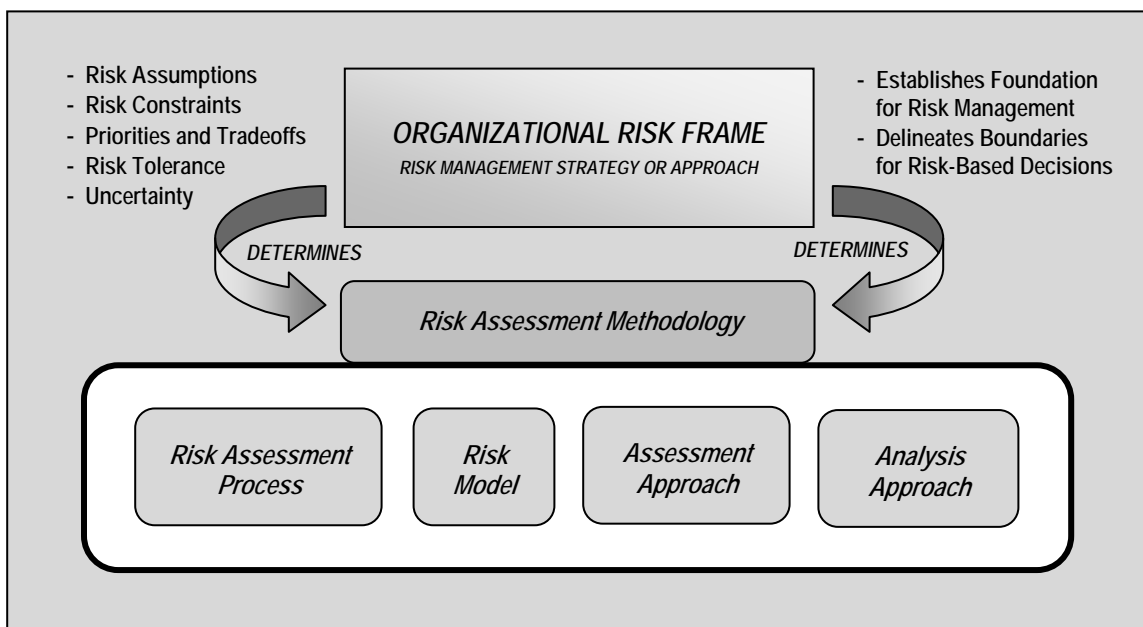 - Risk Assumptions
- Risk Constraints
- Priorities and Tradeoffs
- Risk Tolerance
- Uncertainty
ORGANIZATIONAL RISK FRAME
RISK MANAGEMENT STRATEGY OR APPROACH
- Establishes Foundation
for Risk Management
- Delineates Boundaries
for Risk-Based Decisions
DETERMINES
DETERMINES
Risk Assessment Methodology
Risk Assessment
Process
Risk
Model
Assessment
Approach
Analysis
Approach